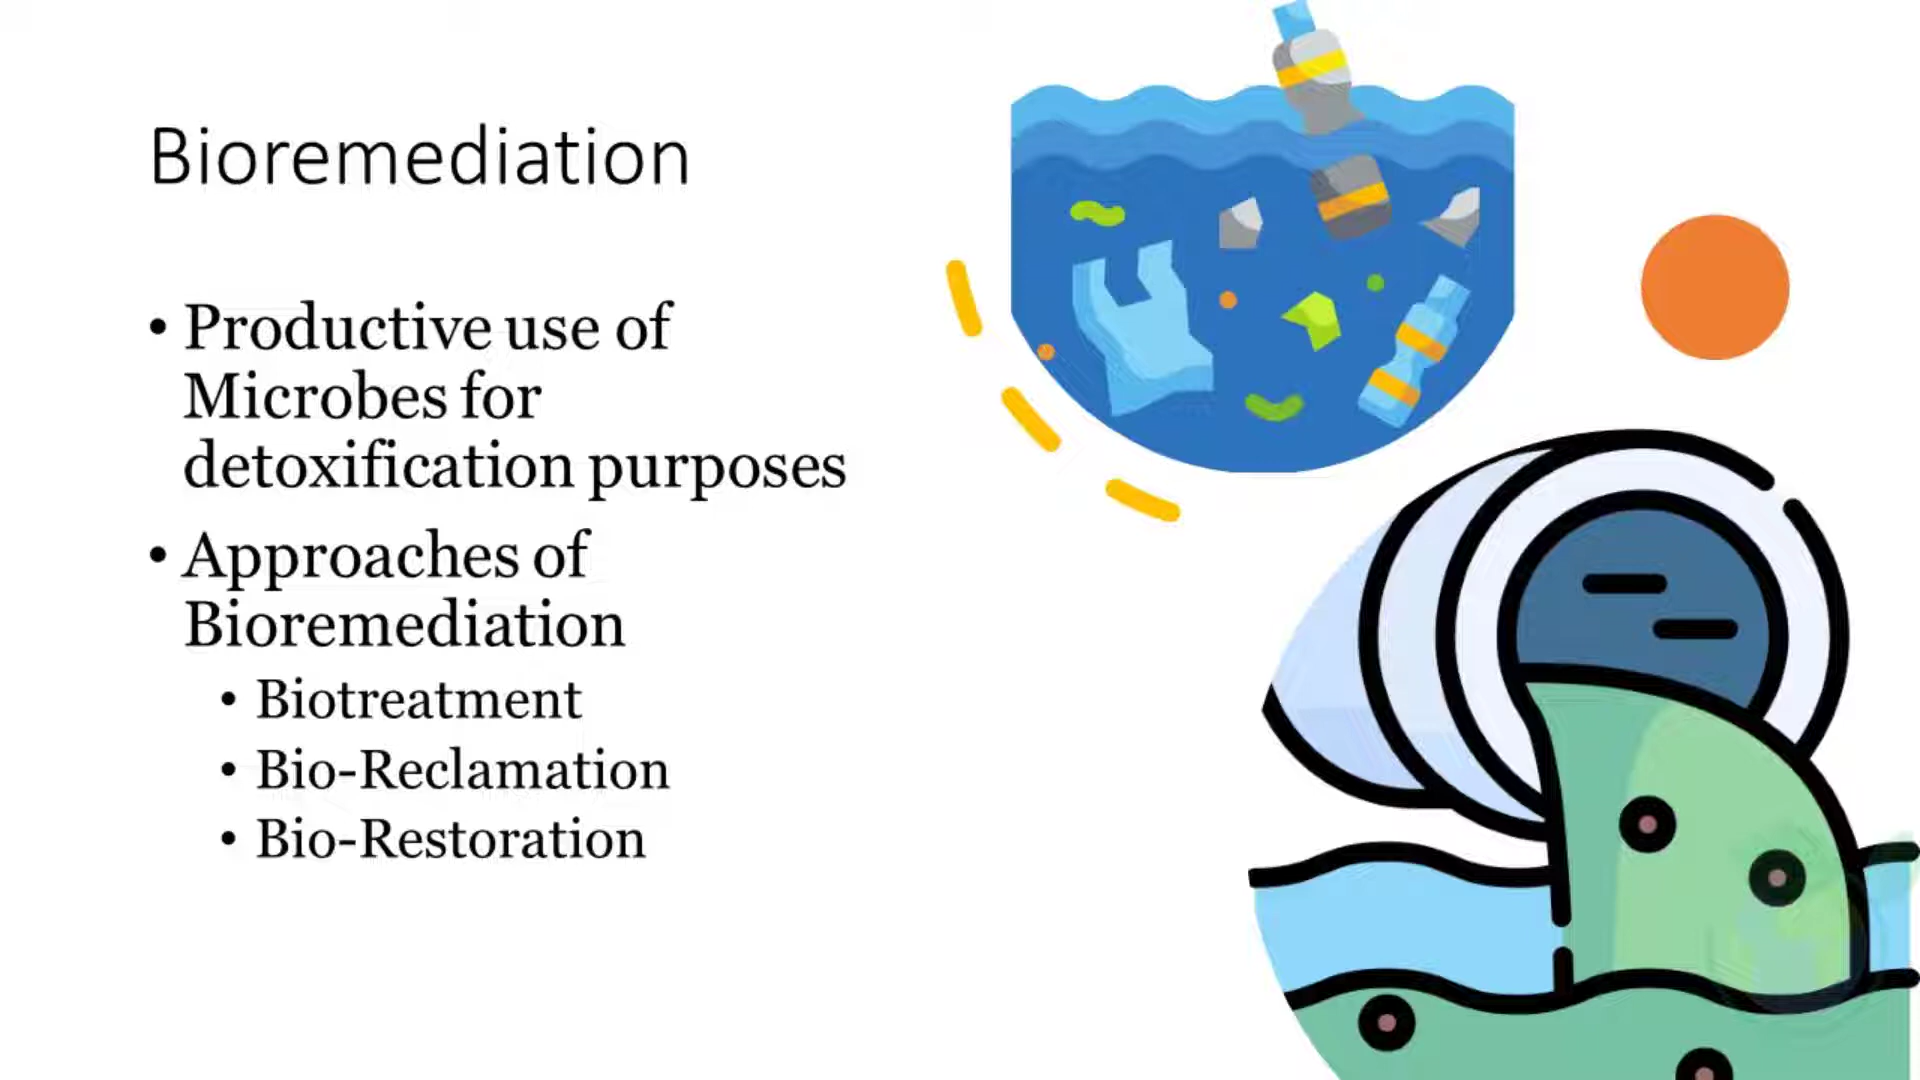 Bioremediation
• Productive use of
Microbes for
detoxification purposes
• Approaches of
Bioremediation
• Biotreatment
• Bio-Reclamation
• Bio-Restoration